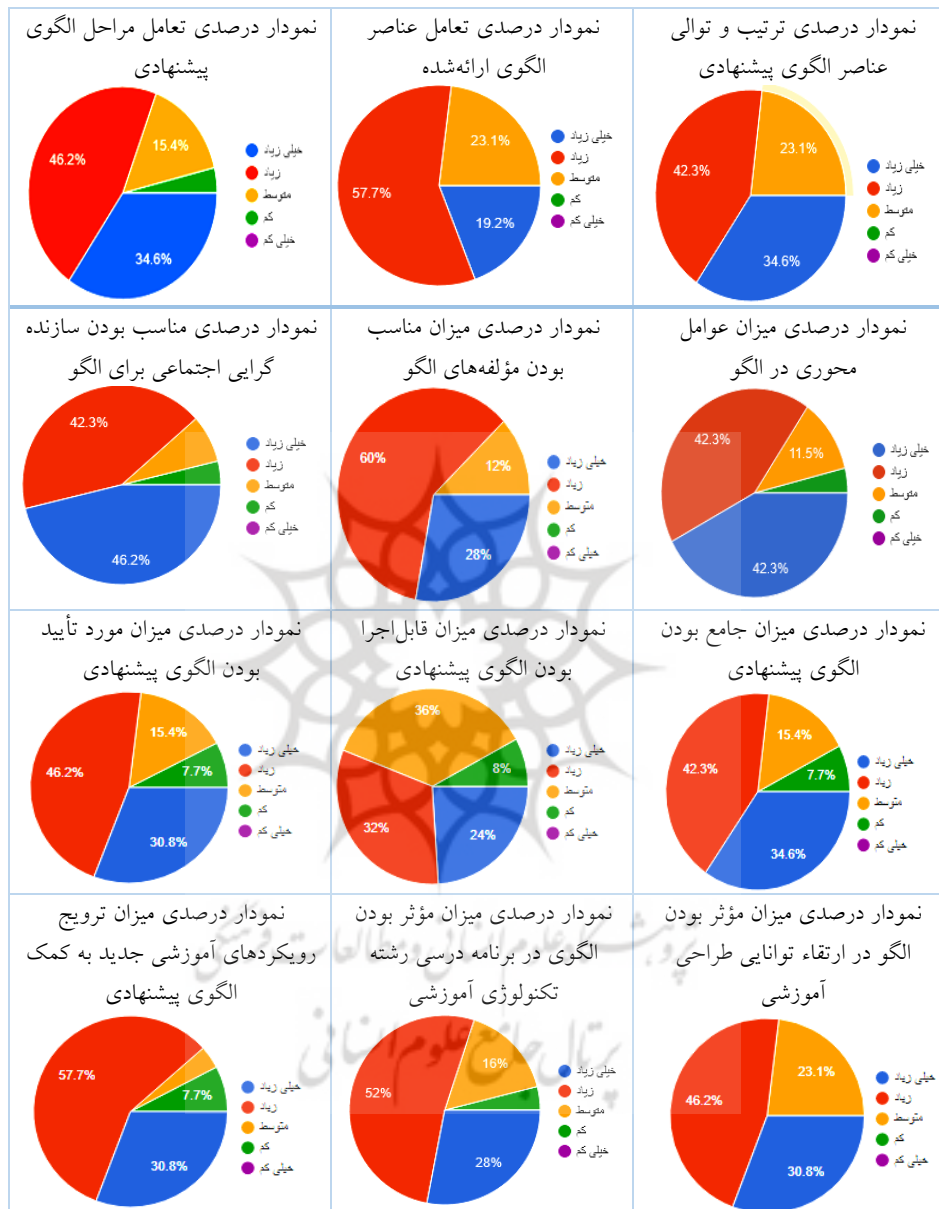 نمودار درصدی ترتیب و توالی
عناصر الگوی پیشنهادی
23.1%
42.3%
34.6%
خیلی زیاد
زیاد
متوسط
کم
خیلی کم
نمودار درصدی تعامل عناصر
الگوی ارائه‌شده
23.1%
57.7%
19.2%
خیلی زیاد
زیاد
متوسط
کم
خیلی کم
نمودار درصدی تعامل مراحل الگوی
پیشنهادی
15.4%
46.2%
34.6%
خیلی زیاد
زیاد
متوسط
کم
خیلی کم
نمودار درصدی میزان عوامل
محوری در الگو
42.3%
11.5%
42.3%
خیلی زیاد
زیاد
متوسط
کم
خیلی کم
نمودار درصدی میزان مناسب
بودن مؤلفه‌های الگو
60%
12%
28%
خیلی زیاد
زیاد
متوسط
کم
خیلی کم
نمودار درصدی مناسب بودن سازنده
گرایی اجتماعی برای الگو
42.3%
46.2%
خیلی زیاد
زیاد
متوسط
کم
خیلی کم
نمودار درصدی میزان جامع بودن
الگوی پیشنهادی
15.4%
42.3%
7.7%
34.6%
خیلی زیاد
زیاد
متوسط
کم
خیلی کم
نمودار درصدی میزان قابل‌اجرا
بودن الگوی پیشنهادی
36%
8%
32%
24%
خیلی زیاد
زیاد
متوسط
کم
خیلی کم
نمودار درصدی میزان مورد تأیید
بودن الگوی پیشنهادی
15.4%
46.2%
7.7%
30.8%
خیلی زیاد
زیاد
متوسط
کم
خیلی کم
نمودار درصدی میزان مؤثر بودن
الگو در ارتقاء توانایی طراحی
آموزشی
23.1%
46.2%
30.8%
خیلی زیاد
زیاد
متوسط
کم
خیلی کم
نمودار درصدی میزان مؤثر بودن
الگوی در برنامه درسی رشته
تکنولوژی آموزشی
16%
52%
28%
خیلی زیاد
زیاد
متوسط
کم
خیلی کم
نمودار درصدی میزان ترویج
رویکردهای آموزشی جدید به کمک
الگوی پیشنهادی
57.7%
7.7%
30.8%
خیلی زیاد
زیاد
متوسط
کم
خیلی کم
پژوهشگاه علوم انسانی و مطالعات فرهنگی
پرتال جامع علوم انسانی